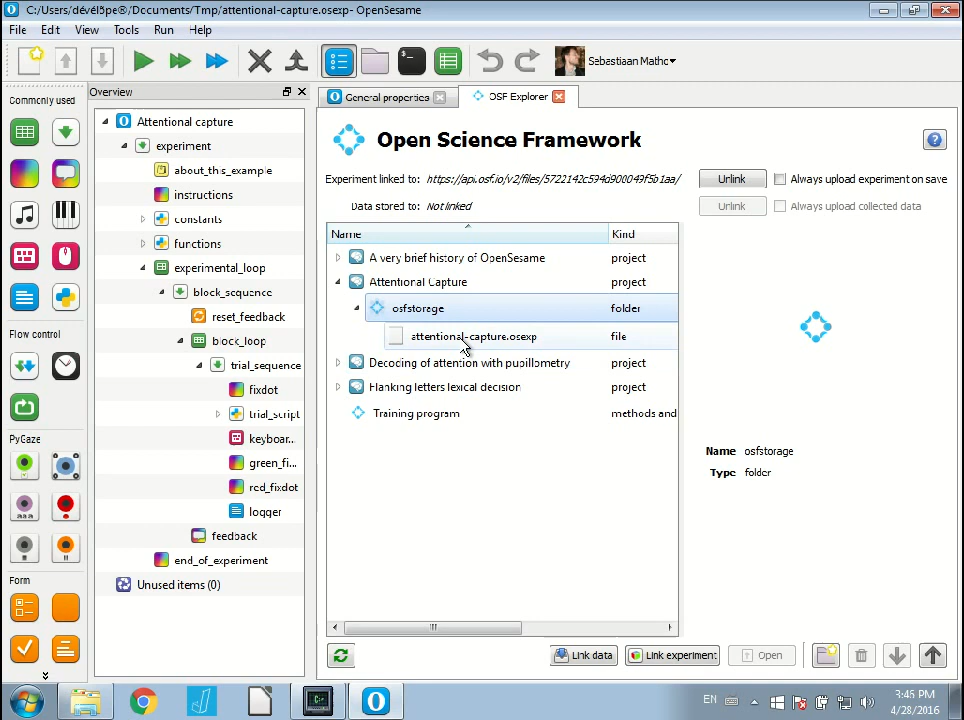 C:/Users/dévélõpe®/Documents/Tmp/attentional-capture.osexp- OpenSesame
File Edit View Tools Run Help
Sebastiaan Matho
Commonly used
Overview
General properties
OSF Explorer
Attentional capture
experiment
about_this_example
instructions
constants
functions
experimental_loop
block_sequence
reset_feedback
block_loop
trial_sequence
fixdot
trial_script
keyboar...
green_fi...
red_fixdot
logger
feedback
end_of_experiment
Unused items (0)
Flow control
PyGaze
Form
Open Science Framework
Experiment linked to: https://api.osf.io/v2/files/5722142c594d900049f5b1aa/
Unlink
Always upload experiment on save
Data stored to: Not linked
Unlink
Always upload collected data
Name Kind
A very brief history of OpenSesame project
Attentional Capture project
osfstorage folder
attentional-capture.osexp file
Decoding of attention with pupillometry project
Flanking letters lexical decision project
Training program methods and
Name osfstorage
Type folder
Link data
Link experiment
Open
EN
3:46 PM
4/28/2016